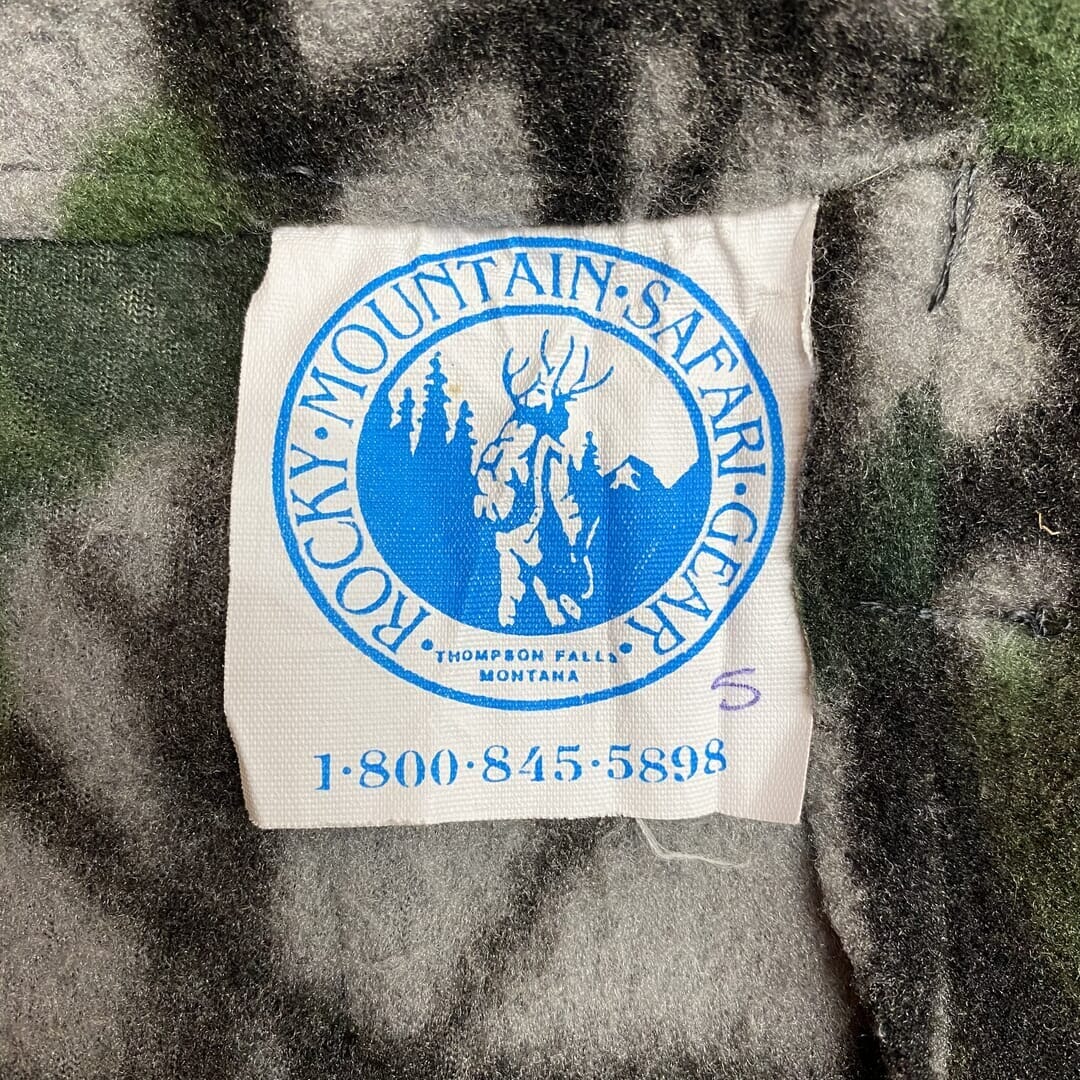 ·ROCKY·MOUNTAIN·SAFARI·GEAR·
THOMPSON FALLS
MONTANA
S
1·800·845·5898